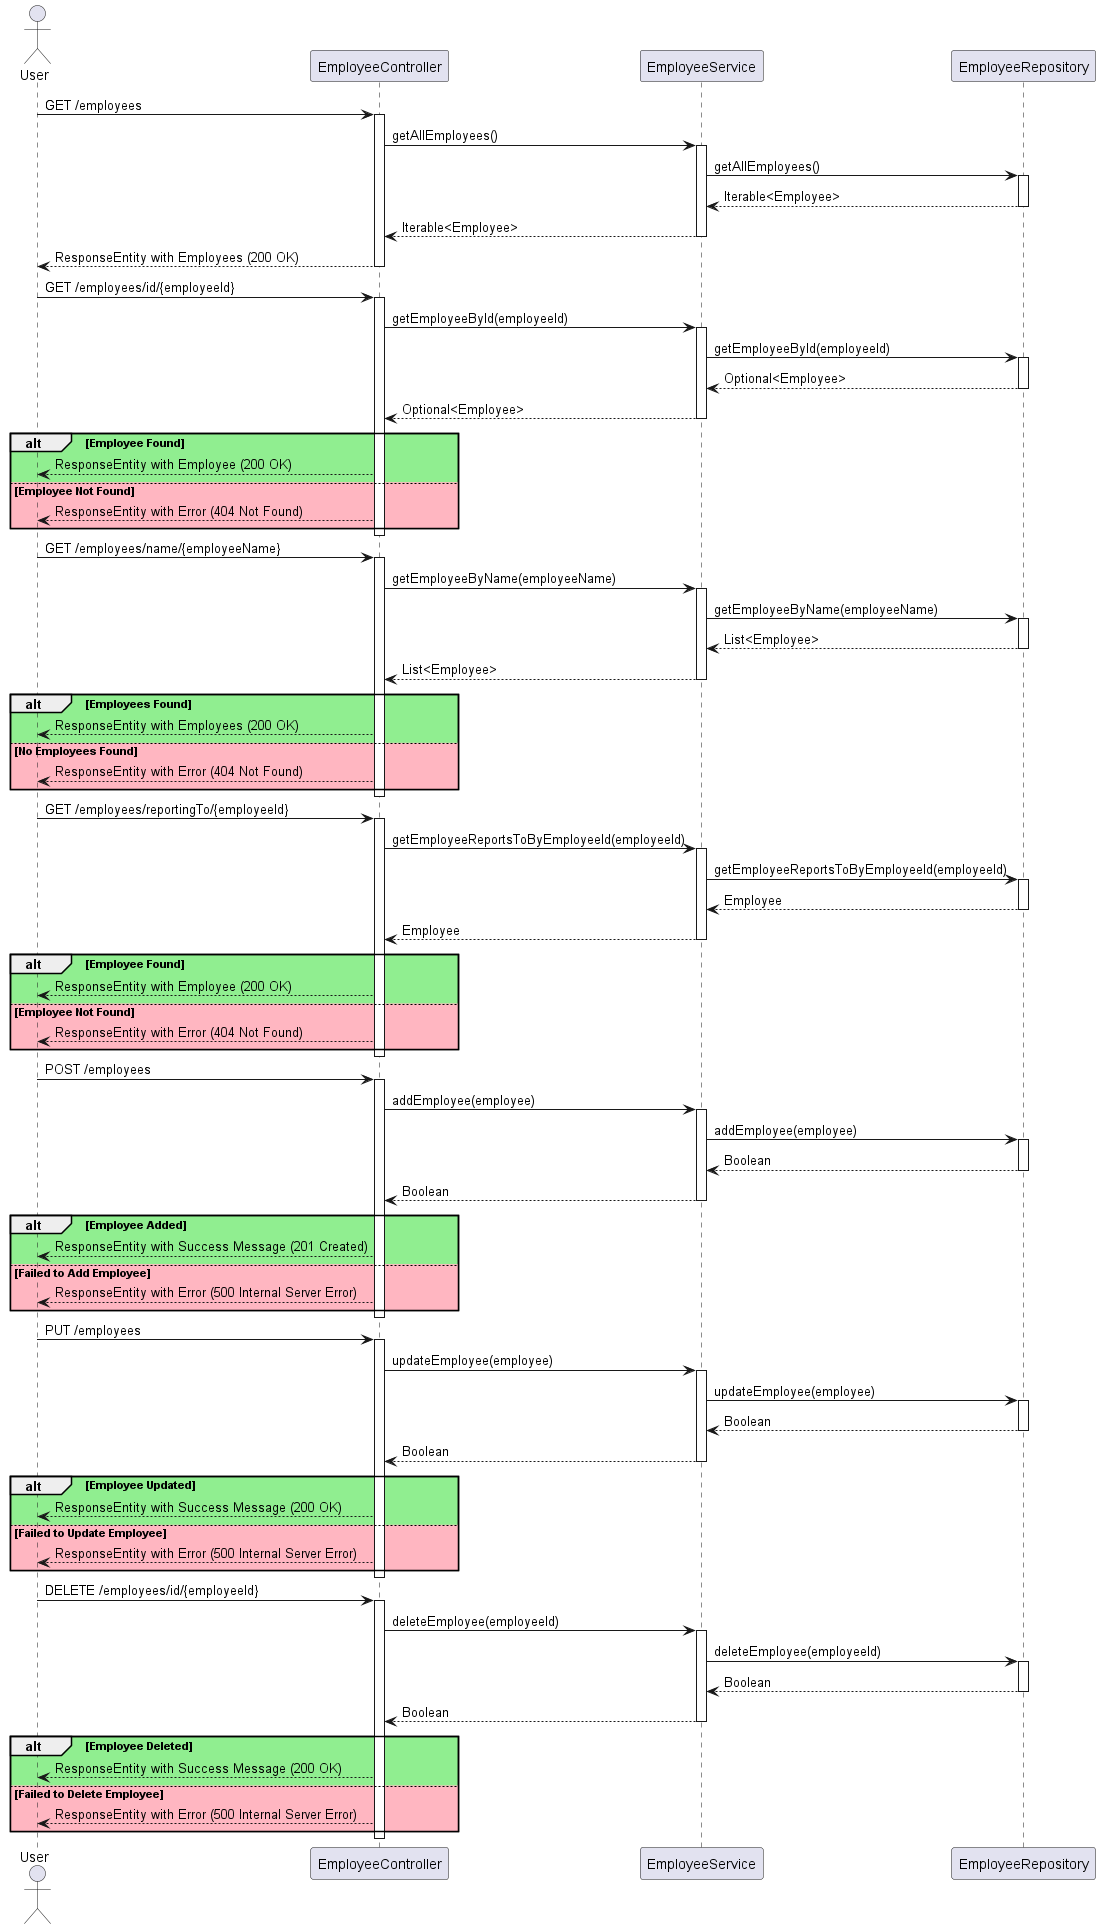 User
EmployeeController
EmployeeService
EmployeeRepository
GET /employees
getAllEmployees()
getAllEmployees()
Iterable<Employee>
Iterable<Employee>
ResponseEntity with Employees (200 OK)
GET /employees/id/{employeeId}
getEmployeeById(employeeId)
getEmployeeById(employeeId)
Optional<Employee>
Optional<Employee>
alt [Employee Found]
ResponseEntity with Employee (200 OK)
[Employee Not Found]
ResponseEntity with Error (404 Not Found)
GET /employees/name/{employeeName}
getEmployeeByName(employeeName)
getEmployeeByName(employeeName)
List<Employee>
List<Employee>
alt [Employees Found]
ResponseEntity with Employees (200 OK)
[No Employees Found]
ResponseEntity with Error (404 Not Found)
GET /employees/reportingTo/{employeeId}
getEmployeeReportsToByEmployeeId(employeeId)
getEmployeeReportsToByEmployeeId(employeeId)
Employee
Employee
alt [Employee Found]
ResponseEntity with Employee (200 OK)
[Employee Not Found]
ResponseEntity with Error (404 Not Found)
POST /employees
addEmployee(employee)
addEmployee(employee)
Boolean
Boolean
alt [Employee Added]
ResponseEntity with Success Message (201 Created)
[Failed to Add Employee]
ResponseEntity with Error (500 Internal Server Error)
PUT /employees
updateEmployee(employee)
updateEmployee(employee)
Boolean
Boolean
alt [Employee Updated]
ResponseEntity with Success Message (200 OK)
[Failed to Update Employee]
ResponseEntity with Error (500 Internal Server Error)
DELETE /employees/id/{employeeId}
deleteEmployee(employeeId)
deleteEmployee(employeeId)
Boolean
Boolean
alt [Employee Deleted]
ResponseEntity with Success Message (200 OK)
[Failed to Delete Employee]
ResponseEntity with Error (500 Internal Server Error)
User
EmployeeController
EmployeeService
EmployeeRepository